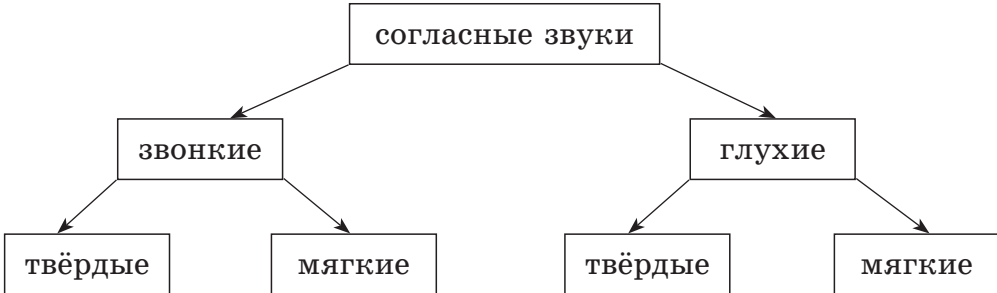 согласные звуки
звонкие
глухие
твёрдые
мягкие
твёрдые
мягкие